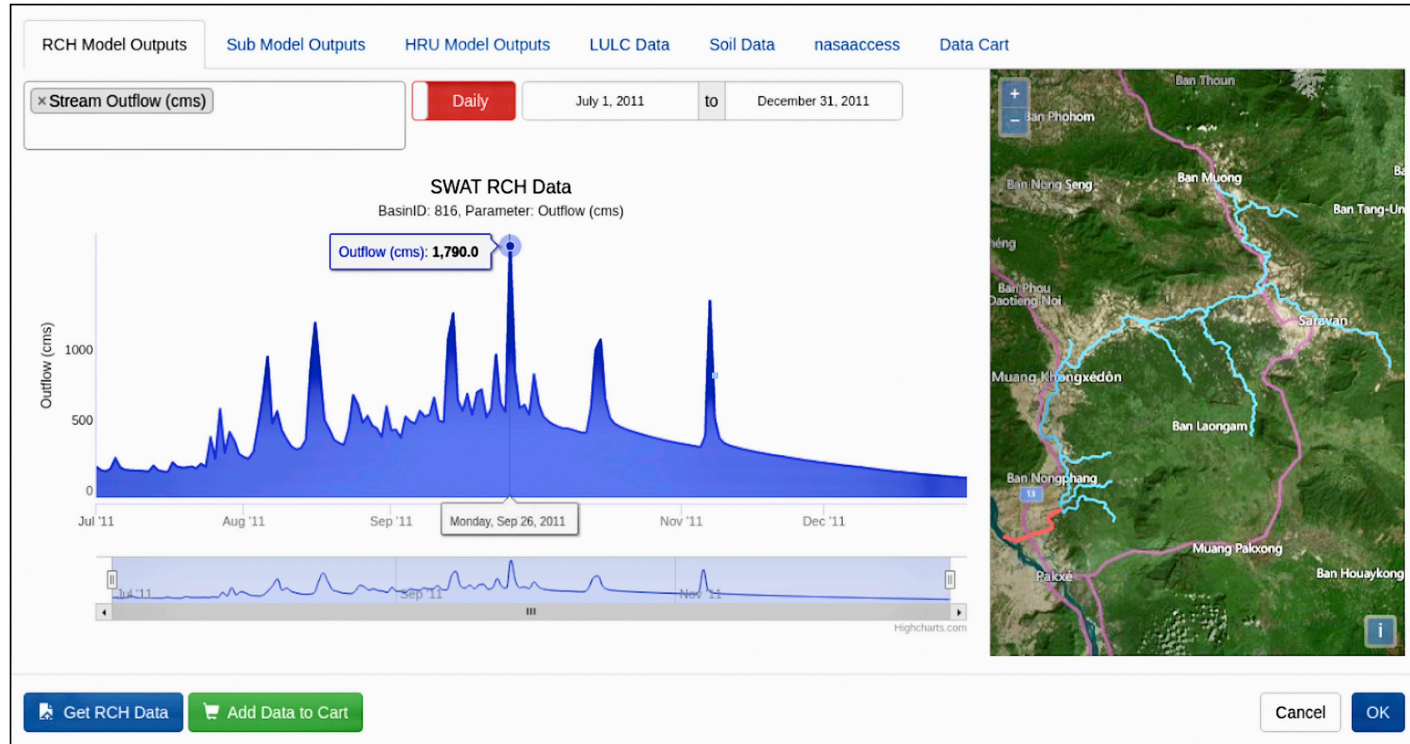 RCH Model Outputs
Sub Model Outputs
HRU Model Outputs
LULC Data
Soil Data
nasaaccess
Data Cart
×Stream Outflow (cms)
Daily
July 1, 2011
to
December 31, 2011
SWAT RCH Data
BasinID: 816, Parameter: Outflow (cms)
Outflow (cms): 1,790.0
Outflow (cms)
1000
500
0
Jul '11
Aug '11
Sep '11
Monday, Sep 26, 2011
Nov '11
Dec '11
Jul '11
Sep '11
Nov '11
Highcharts.com
+
−
Ban Thoun
Ban Phohom
Ban Nong Seng
Ban Muong
Ban Tang-Un
Ban Phou
Daotieng Noi
Saravan
Muang Khongxédôn
Ban Laongam
Ban Nongphang
13
Muang Pakxong
Pakxé
Ban Houaykong
i
Get RCH Data
Add Data to Cart
Cancel
OK